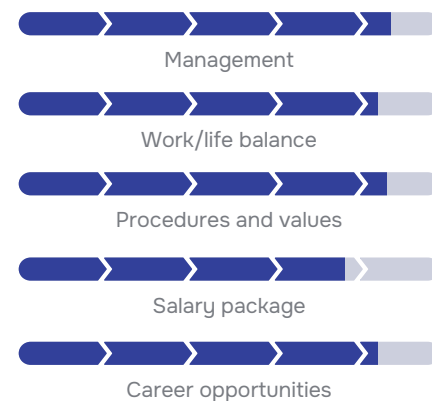 Management
Work/life balance
Procedures and values
Salary package
Career opportunities